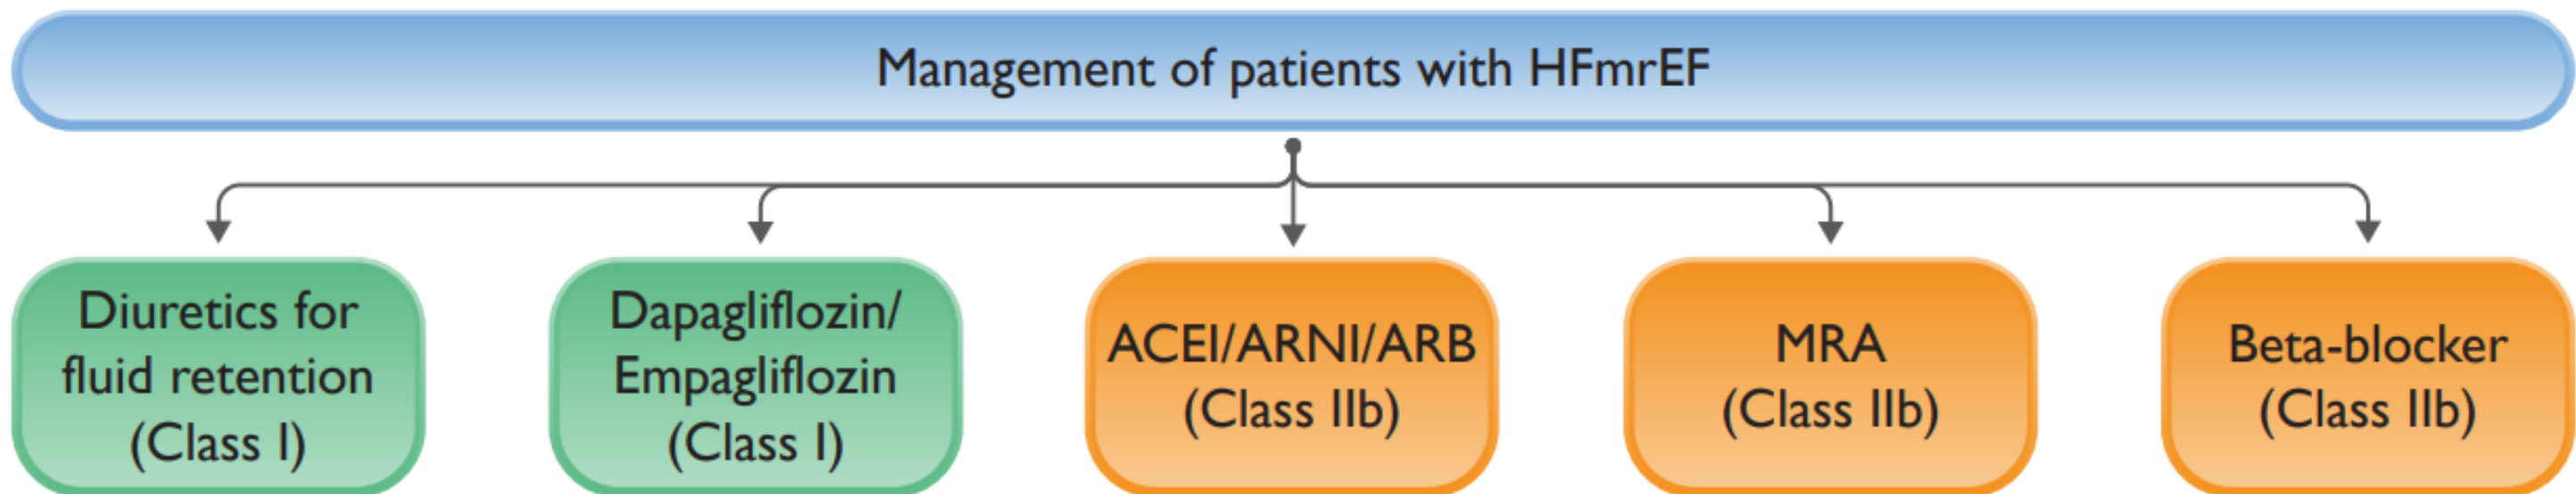 Management of patients with HFmrEF
Diuretics for
fluid retention
(Class I)
Dapagliflozin/
Empagliflozin
(Class I)
ACEI/ARNI/ARB
(Class IIb)
MRA
(Class IIb)
Beta-blocker
(Class IIb)